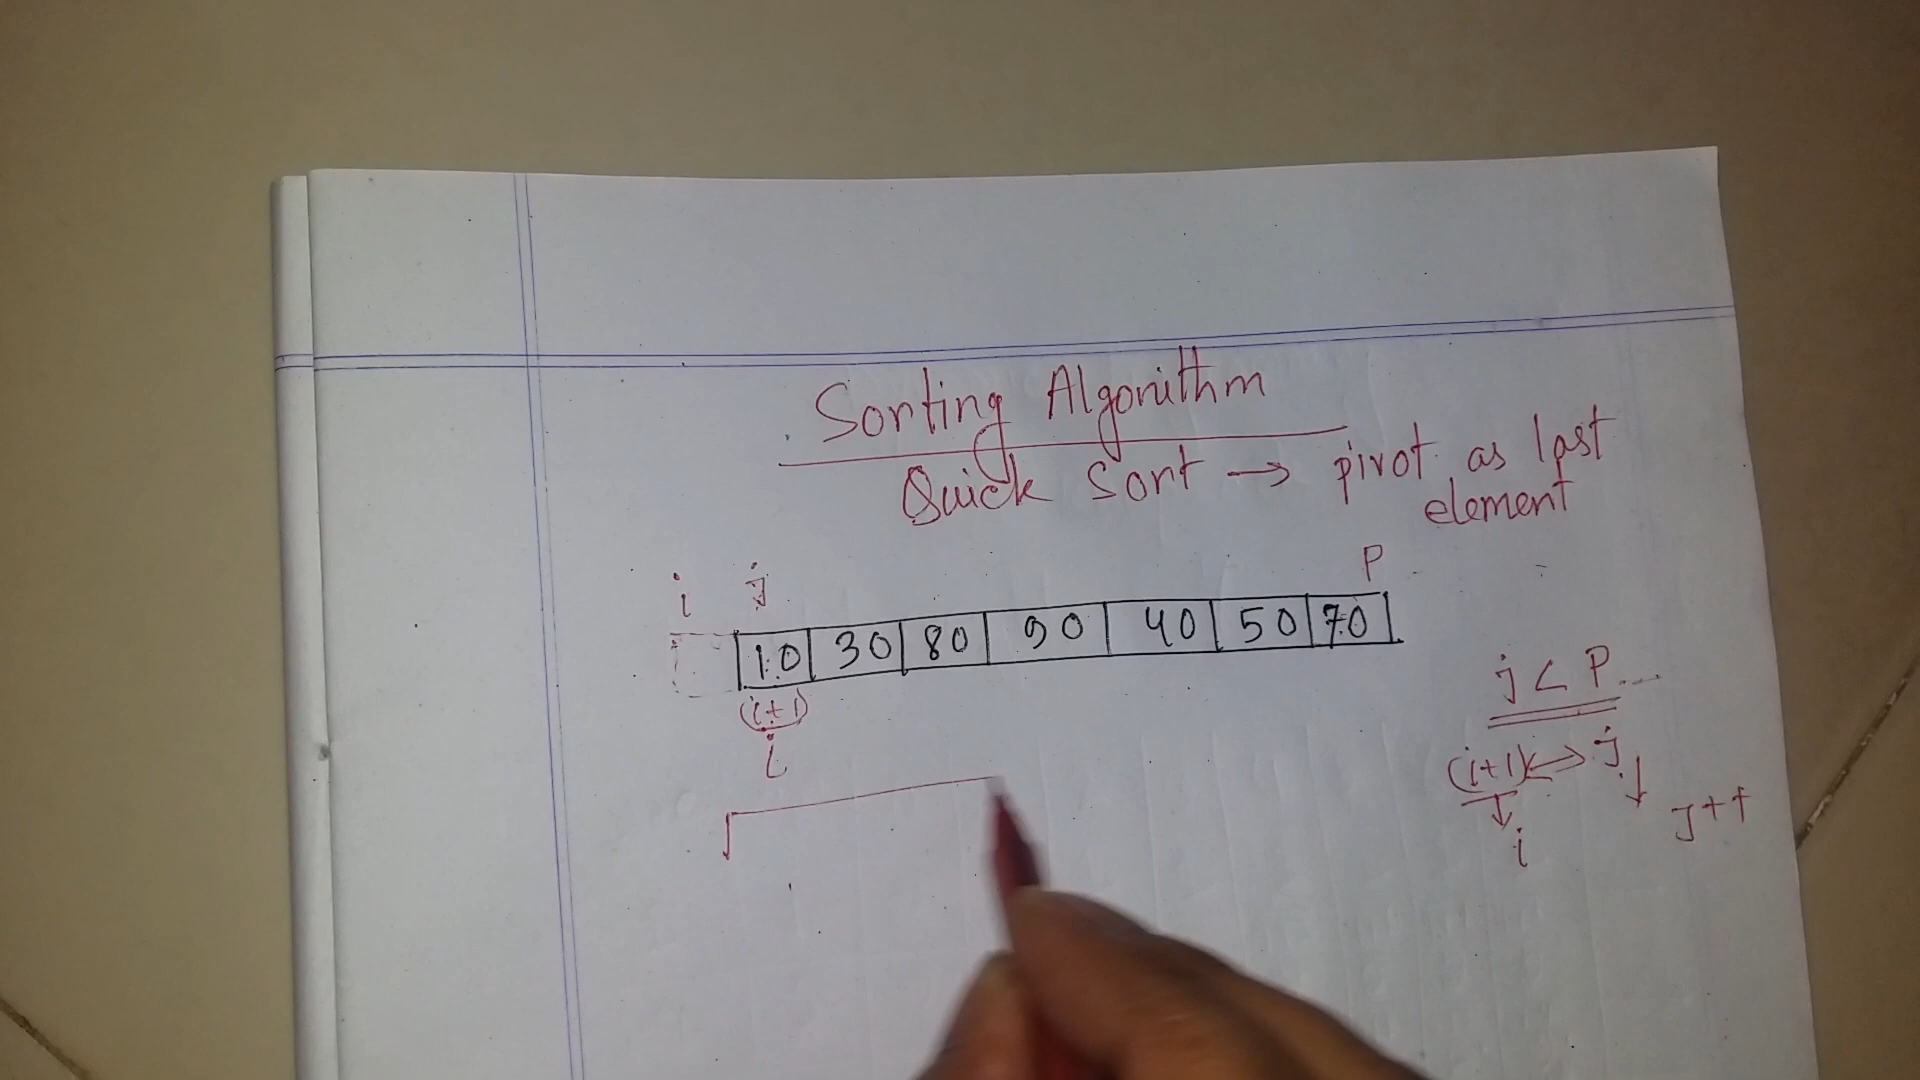 Sorting Algorithm
Quick Sort → pivot as last
element
i j P
10 30 80 90 40 50 70
(i+1)
i
j < P
(i+1) ⇔ j
i
j++